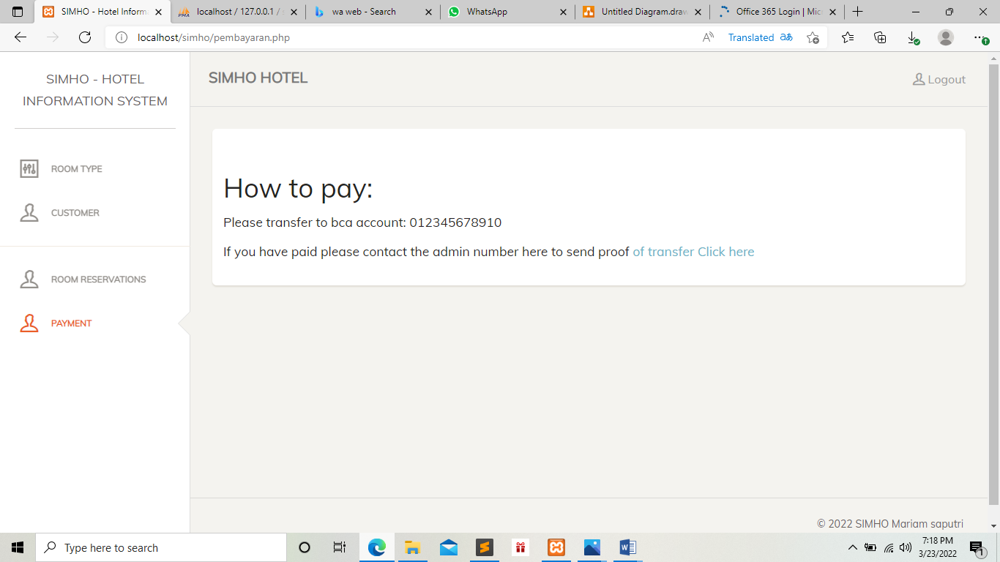 SIMHO - Hotel Inform
localhost / 127.0.0.1 /
wa web - Search
WhatsApp
Untitled Diagram.draw
Office 365 Login | Mic
localhost/simho/pembayaran.php
Translated
SIMHO - HOTEL
INFORMATION SYSTEM
SIMHO HOTEL
Logout
ROOM TYPE
CUSTOMER
ROOM RESERVATIONS
PAYMENT
How to pay:
Please transfer to bca account: 012345678910
If you have paid please contact the admin number here to send proof of transfer Click here
© 2022 SIMHO Mariam saputri
Type here to search
7:18 PM
3/23/2022
1